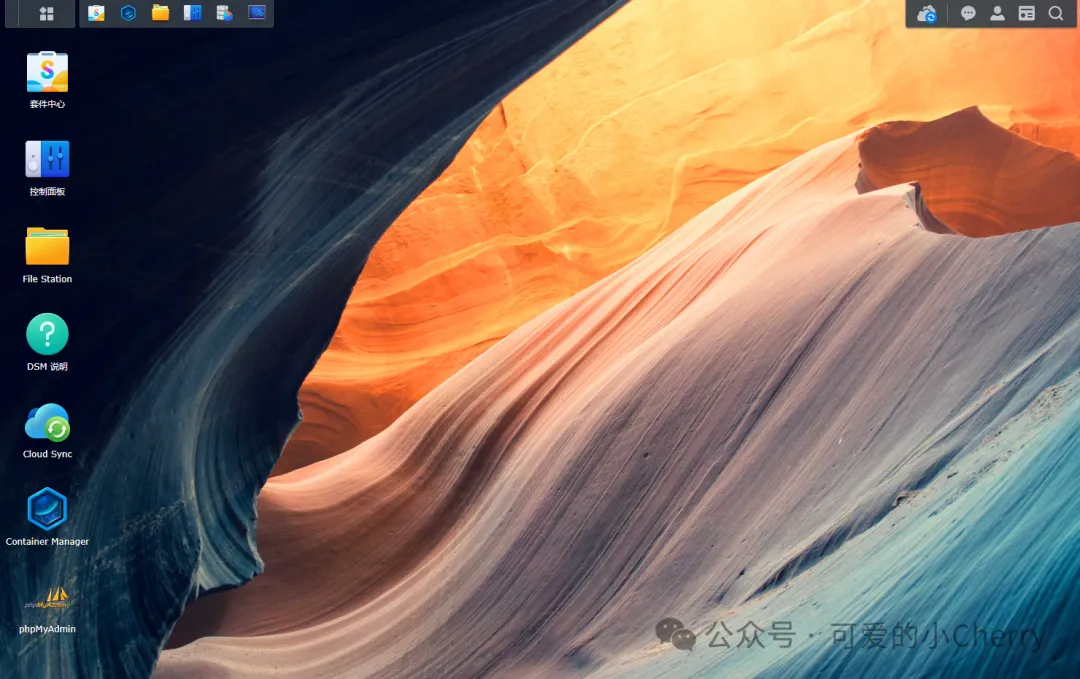 套件中心
控制面板
File Station
DSM 说明
Cloud Sync
Container Manager
phpMyAdmin
phpMyAdmin
公众号 · 可爱的小Cherry